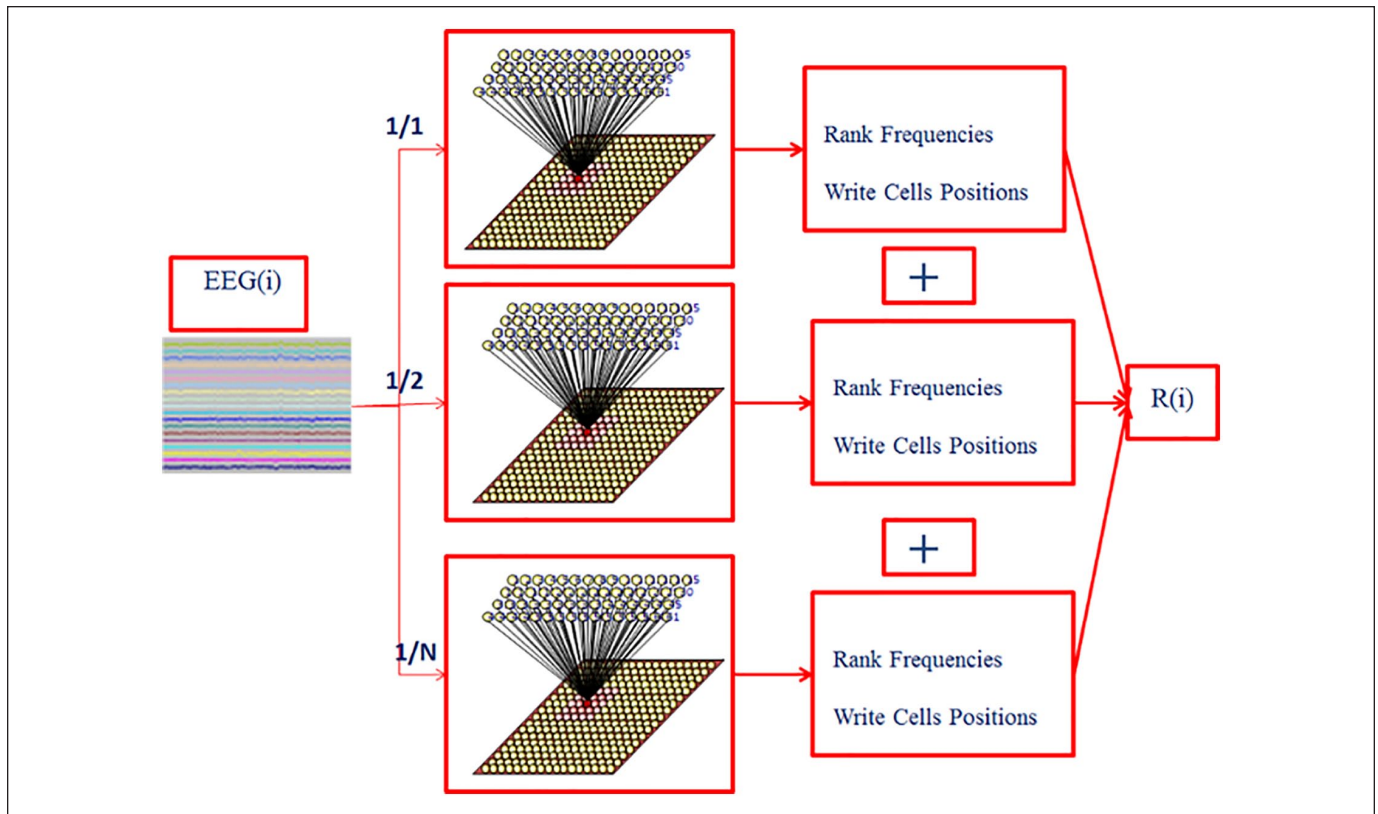 1/1
Rank Frequencies
Write Cells Positions
+
EEG(i)
1/2
Rank Frequencies
Write Cells Positions
R(i)
+
1/N
Rank Frequencies
Write Cells Positions